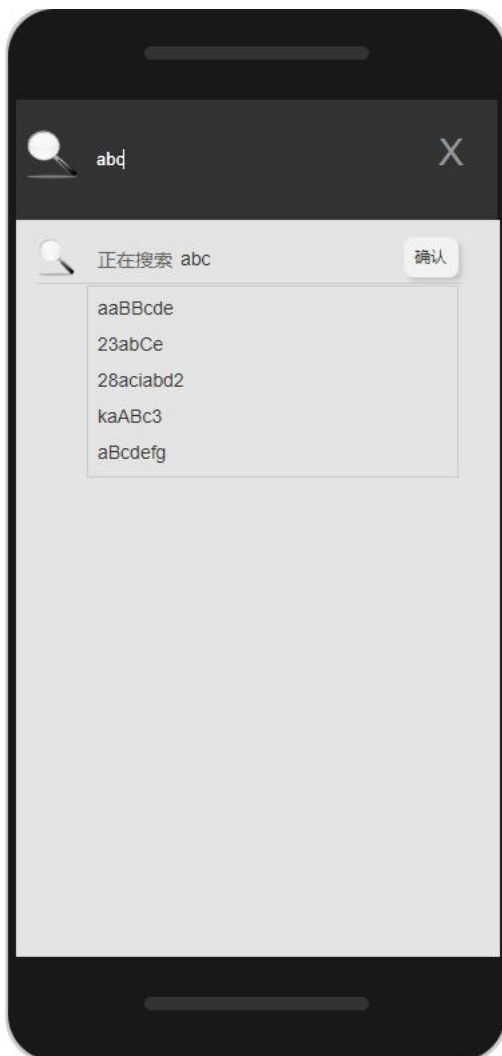 abc
X
正在搜索 abc
确认
aaBBcde
23abCe
28aciabd2
kaABc3
aBcdefg